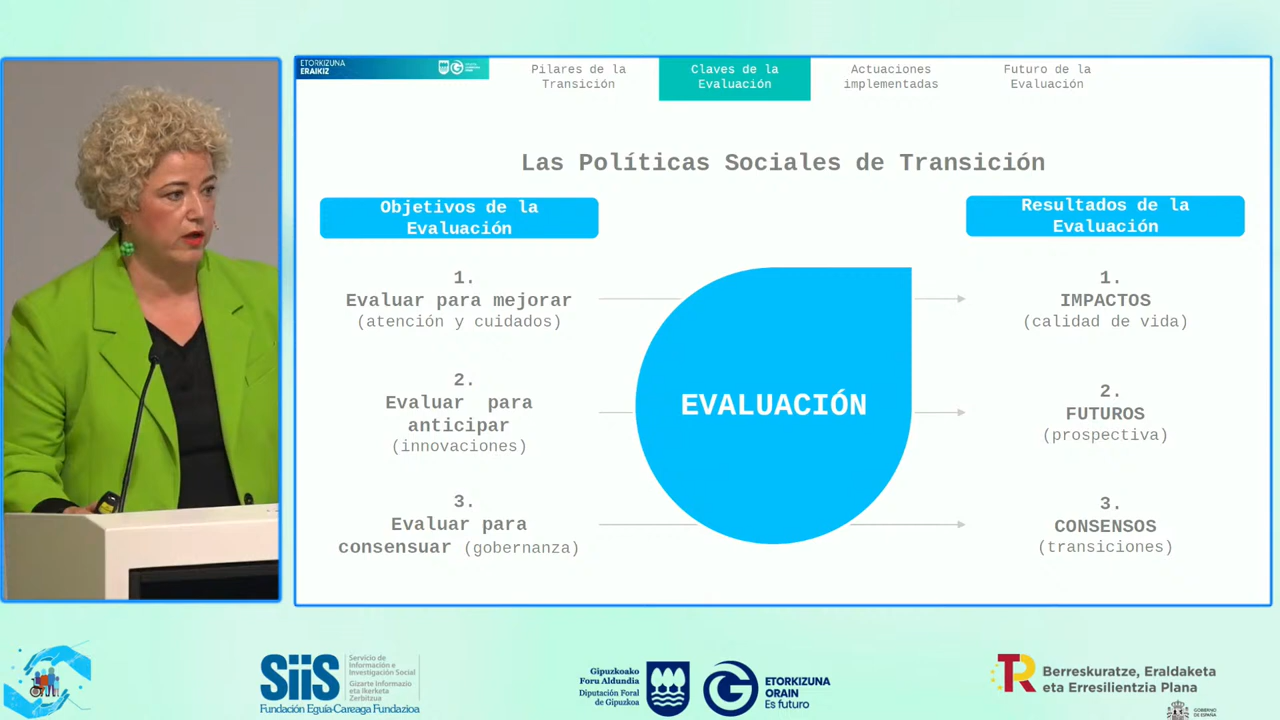 ETORKIZUNA
ERAIKIZ
Pilares de la
Transición
Claves de la
Evaluación
Actuaciones
implementadas
Futuro de la
Evaluación
Las Políticas Sociales de Transición
Objetivos de la
Evaluación
Resultados de la
Evaluación
1.
Evaluar para mejorar
(atención y cuidados)
2.
Evaluar para
anticipar
(innovaciones)
3.
Evaluar para
consensuar (gobernanza)
EVALUACIÓN
1.
IMPACTOS
(calidad de vida)
2.
FUTUROS
(prospectiva)
3.
CONSENSOS
(transiciones)
SiiS
Servicio de
Información e
Investigación Social
Gizarte Informazio
eta Ikerketa
Zerbitzua
Fundación Eguía-Careaga Fundazioa
Gipuzkoako
Foru Aldundia
Diputación Foral
de Gipuzkoa
ETORKIZUNA
ORAIN
Es futuro
Berreskuratze, Eraldaketa
eta Erresilientzia Plana
GOBIERNO
DE ESPAÑA